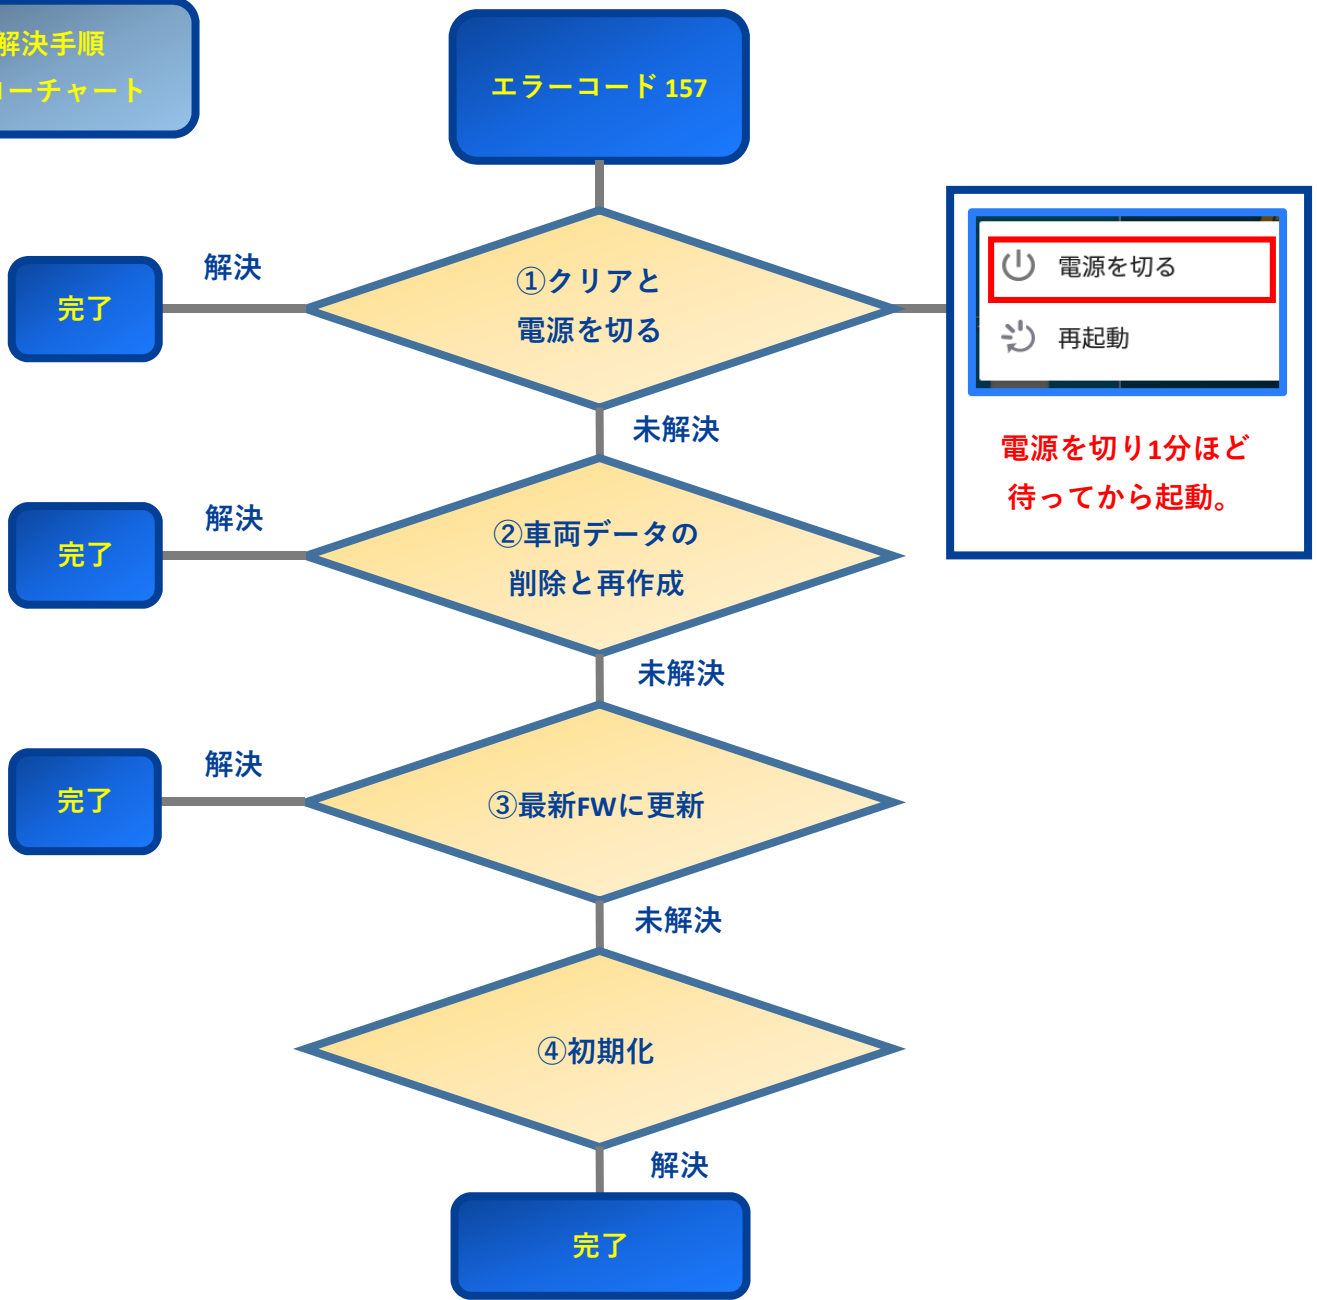 解決手順
ローチャート
エラーコード 157
①クリアと
電源を切る
解決
完了
電源を切る
再起動
電源を切り1分ほど
待ってから起動。
未解決
②車両データの
削除と再作成
解決
完了
未解決
③最新FWに更新
解決
完了
未解決
④初期化
解決
完了